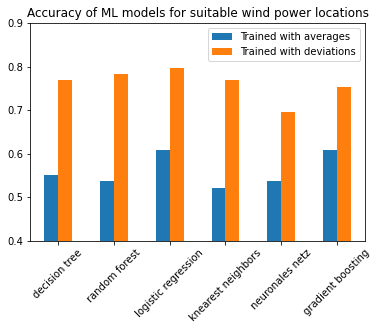 Accuracy of ML models for suitable wind power locations
Trained with averages
Trained with deviations
0.9
0.8
0.7
0.6
0.5
0.4
decision tree
random forest
logistic regression
knearest neighbors
neuronales netz
gradient boosting